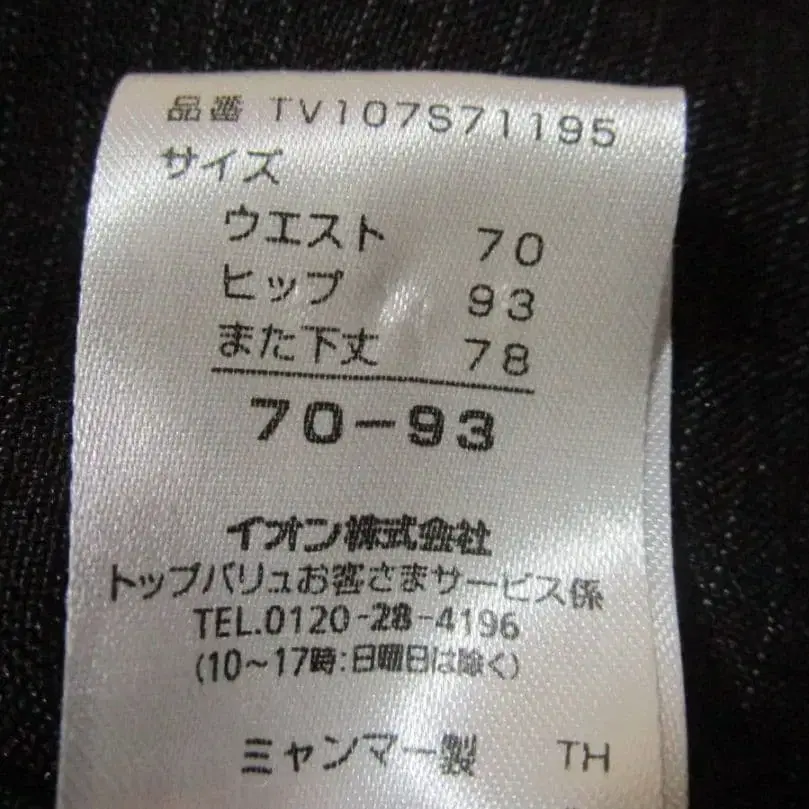 品番 TV107S71195
サイズ
ウエスト 70
ヒップ 93
また下丈 78
70-93
イオン株式会社
トップバリュお客さまサービス係
TEL.0120-28-4196
(10～17時:日曜日は除く)
ミャンマー製 TH